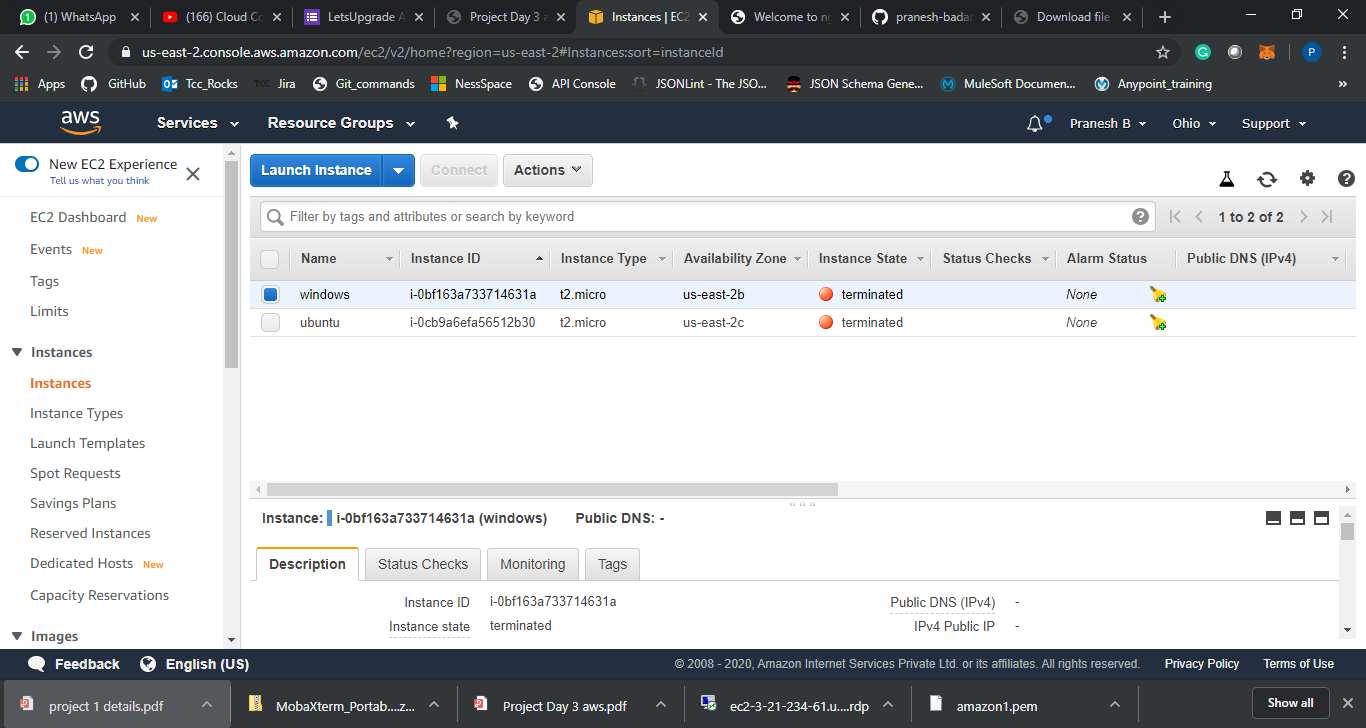 (1) WhatsApp
(166) Cloud Co
LetsUpgrade A
Project Day 3 a
Instances | EC2
Welcome to ng
pranesh-badar
Download file
us-east-2.console.aws.amazon.com/ec2/v2/home?region=us-east-2#Instances:sort=instanceId
P
Apps
GitHub
Tcc_Rocks
TCC Jira
Git_commands
NessSpace
API Console
JSONLint - The JSO...
JSON Schema Gene...
MuleSoft Documen...
Anypoint_training
»
aws
Services
Resource Groups
Pranesh B
Ohio
Support
New EC2 Experience
Tell us what you think
EC2 Dashboard New
Events New
Tags
Limits
Instances
Instances
Instance Types
Launch Templates
Spot Requests
Savings Plans
Reserved Instances
Dedicated Hosts New
Capacity Reservations
Images
Launch Instance
Connect
Actions
Filter by tags and attributes or search by keyword
1 to 2 of 2
Name Instance ID Instance Type Availability Zone Instance State Status Checks Alarm Status Public DNS (IPv4)
windows i-0bf163a733714631a t2.micro us-east-2b terminated None
ubuntu i-0cb9a6efa56512b30 t2.micro us-east-2c terminated None
Instance: i-0bf163a733714631a (windows) Public DNS: -
Description
Status Checks
Monitoring
Tags
Instance ID i-0bf163a733714631a
Public DNS (IPv4) -
Instance state terminated
IPv4 Public IP -
Feedback
English (US)
© 2008 - 2020, Amazon Internet Services Private Ltd. or its affiliates. All rights reserved.
Privacy Policy
Terms of Use
project 1 details.pdf
MobaXterm_Portab....z...
Project Day 3 aws.pdf
ec2-3-21-234-61.u....rdp
amazon1.pem
Show all